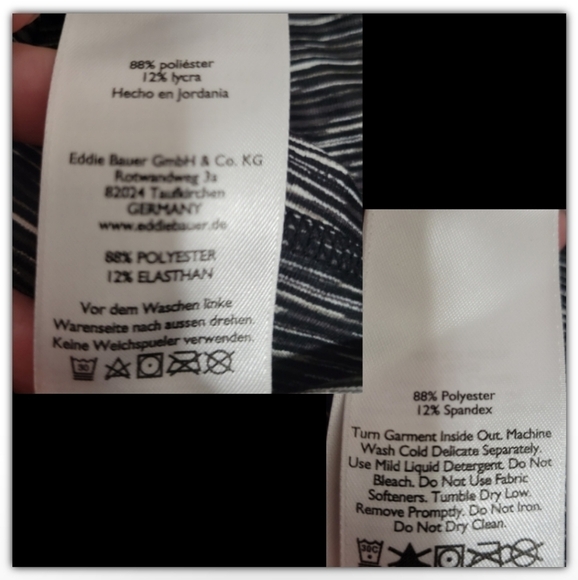 88% poliéster
12% lycra
Hecho en Jordania
Eddie Bauer GmbH & Co. KG
Rotwandweg 3a
82024 Taufkirchen
GERMANY
www.eddiebauer.de
88% POLYESTER
12% ELASTHAN
Vor dem Waschen linke
Warenseite nach aussen drehen.
Keine Weichspueler verwenden.
30
88% Polyester
12% Spandex
Turn Garment Inside Out. Machine
Wash Cold Delicate Separately.
Use Mild Liquid Detergent. Do Not
Bleach. Do Not Use Fabric
Softeners. Tumble Dry Low.
Remove Promptly. Do Not Iron.
Do Not Dry Clean.
30C